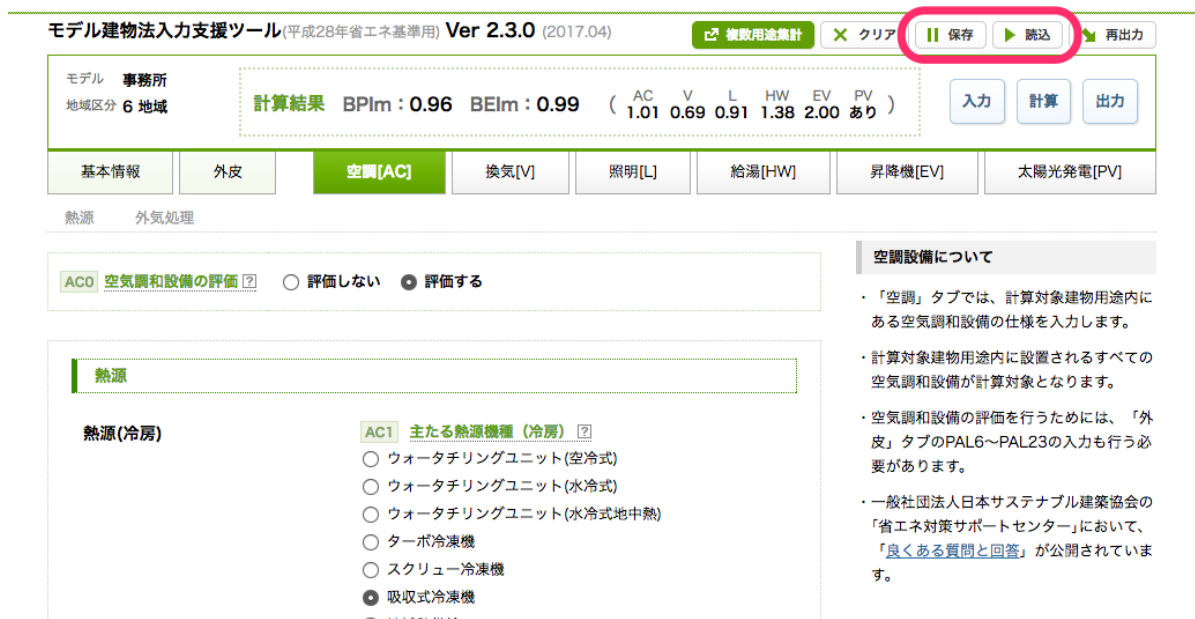 モデル建物法入力支援ツール(平成28年省エネ基準用) Ver 2.3.0 (2017.04)
複数用途集計
クリア
保存
読込
再出力
モデル 事務所
地域区分 6 地域
計算結果 BPIm：0.96 BEIm：0.99
( AC V L HW EV PV )
1.01 0.69 0.91 1.38 2.00 あり
入力
計算
出力
基本情報
外皮
空調[AC]
換気[V]
照明[L]
給湯[HW]
昇降機[EV]
太陽光発電[PV]
熱源
外気処理
AC0 空気調和設備の評価 ? 評価しない 評価する
熱源
熱源(冷房)
AC1 主たる熱源機種（冷房） ?
ウォータチリングユニット(空冷式)
ウォータチリングユニット(水冷式)
ウォータチリングユニット(水冷式地中熱)
ターボ冷凍機
スクリュー冷凍機
吸収式冷凍機
空調設備について
・「空調」タブでは、計算対象建物用途内に
ある空気調和設備の仕様を入力します。
・計算対象建物用途内に設置されるすべての
空気調和設備が計算対象となります。
・空気調和設備の評価を行うためには、「外
皮」タブのPAL6〜PAL23の入力も行う必
要があります。
・一般社団法人日本サステナブル建築協会の
「省エネ対策サポートセンター」において、
「良くある質問と回答」が公開されていま
す。